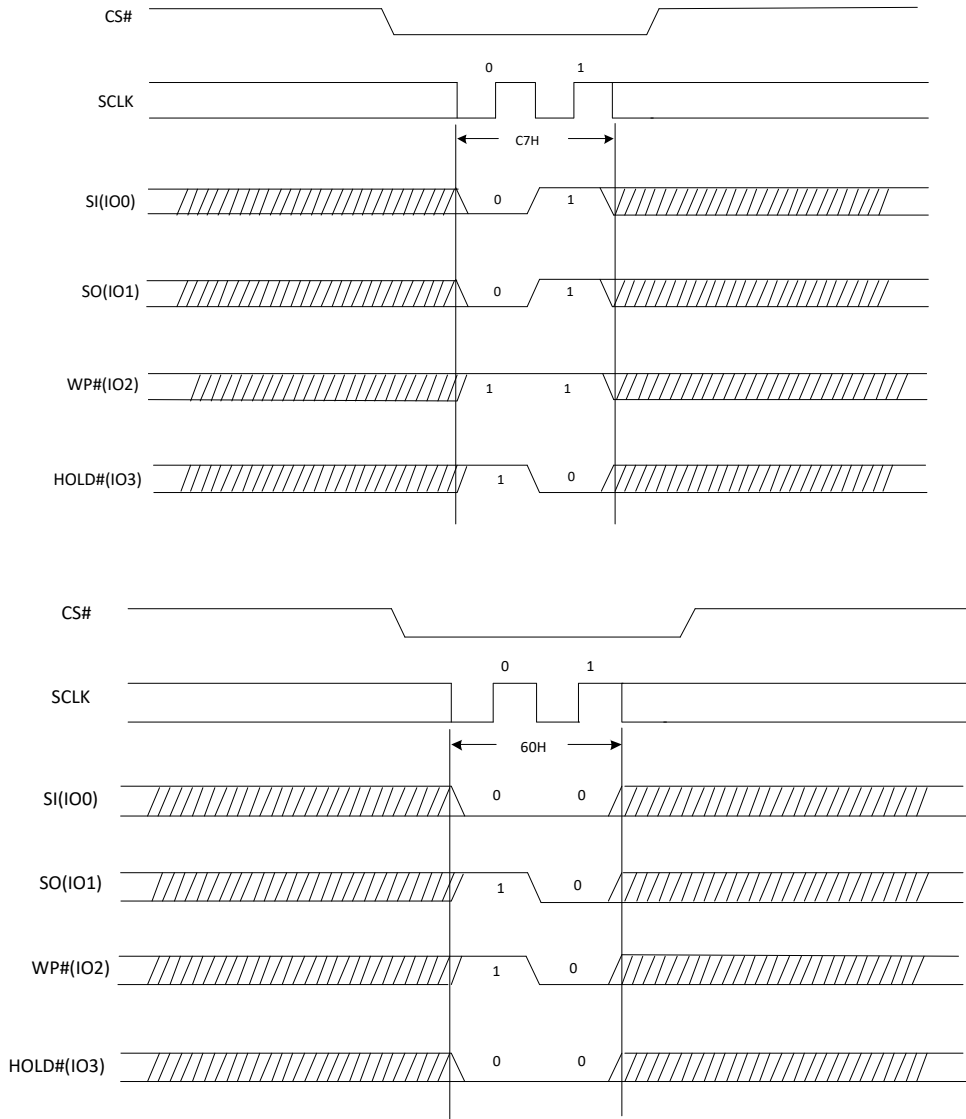 CS#
0 1
SCLK
C7H
SI(IO0) 0 1
SO(IO1) 0 1
WP#(IO2) 1 1
HOLD#(IO3) 1 0
CS#
0 1
SCLK
60H
SI(IO0) 0 0
SO(IO1) 1 0
WP#(IO2) 1 0
HOLD#(IO3) 0 0